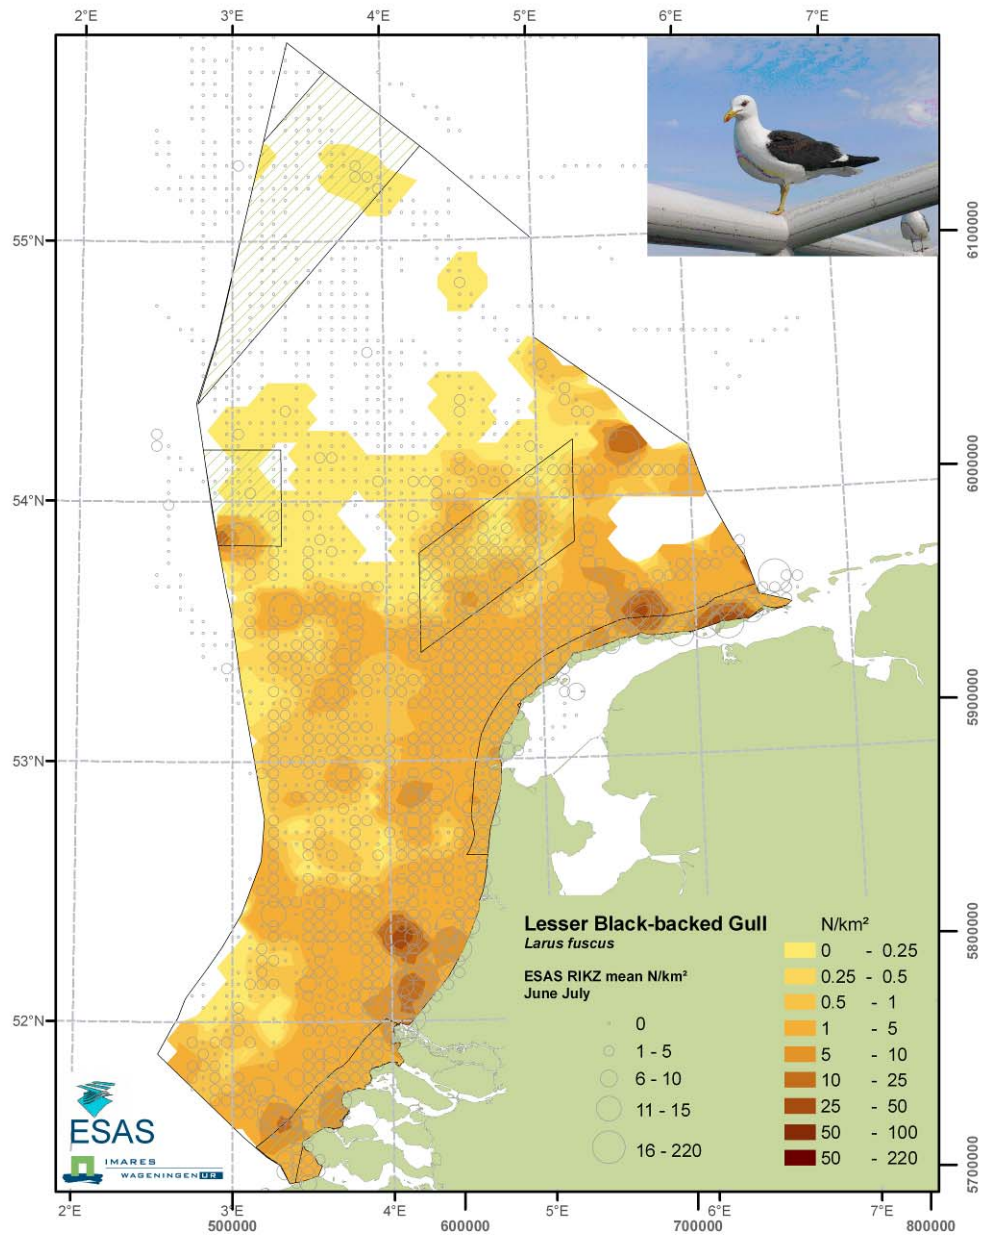 2°E 3°E 4°E 5°E 6°E 7°E
55°N
54°N
53°N
52°N
6100000
6000000
5900000
5800000
5700000
Lesser Black-backed Gull
Larus fuscus
ESAS RIKZ mean N/km²
June July
0
1 - 5
6 - 10
11 - 15
16 - 220
N/km²
0 - 0.25
0.25 - 0.5
0.5 - 1
1 - 5
5 - 10
10 - 25
25 - 50
50 - 100
50 - 220
ESAS
IMARES
WAGENINGEN UR
2°E 3°E 4°E 5°E 6°E 7°E
500000 600000 700000 800000